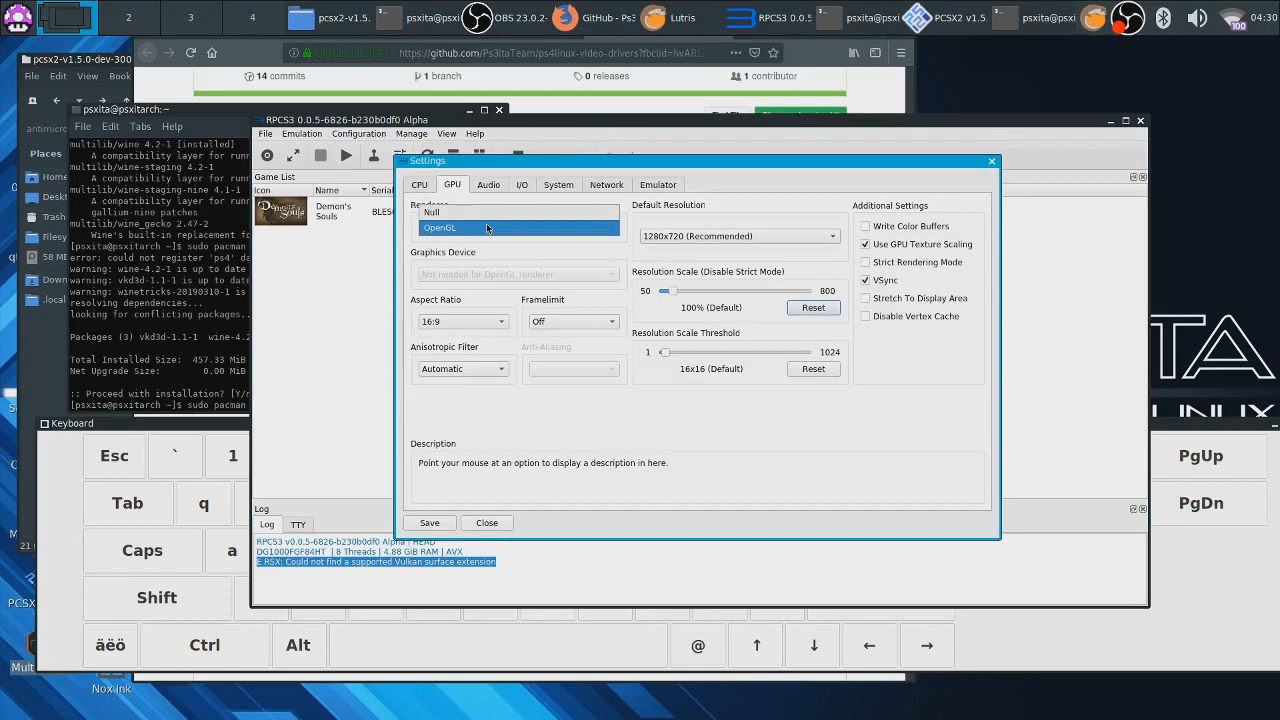 2
3
4
pcsx2-v1.5.
psxita@psxi
OBS 23.0.2-
GitHub - Ps3
Lutris
RPCS3 0.0.5
psxita@psxi
PCSX2 v1.5
psxita@psxi
100
04:30
pcsx2-v1.5.0-dev-300
https://github.com/Ps3ItaTeam/ps4linux-video-drivers?fbclid=IwAR
File Edit View Book
14 commits
1 branch
0 releases
1 contributor
psxita@psxitarch:~
File Edit Tabs Help
antimicro
Places
Home
Desk
Trash
Filesy
58 M
Down
.local
21 i
multilib/wine 4.2-1 [installed]
A compatibility layer for runn
multilib/wine-staging 4.2-1
A compatibility layer for runn
multilib/wine-staging-nine 4.1-1
A compatibility layer for runn
gallium-nine patches
multilib/wine_gecko 2.47-2
Wine's built-in replacement fo
[psxita@psxitarch ~]$ sudo pacman
error: could not register 'ps4' da
warning: wine-4.2-1 is up to date
warning: vkd3d-1.1-1 is up to date
warning: winetricks-20190310-1 is
resolving dependencies...
looking for conflicting packages..
Packages (3) vkd3d-1.1-1 wine-4.2
Total Installed Size: 457.33 MiB
Net Upgrade Size: 0.00 MiB
:: Proceed with installation? [Y/n
[psxita@psxitarch ~]$ sudo pacman
RPCS3 0.0.5-6826-b230b0df0 Alpha
File Emulation Configuration Manage View Help
Game List
Icon Name Serial
Demon's
Souls
BLES
Settings
CPU GPU Audio I/O System Network Emulator
Null
OpenGL
Graphics Device
Not needed for OpenGL renderer
Aspect Ratio
16:9
Framelimit
Off
Anisotropic Filter
Automatic
Anti-Aliasing
Default Resolution
1280x720 (Recommended)
Resolution Scale (Disable Strict Mode)
50 800
100% (Default) Reset
Resolution Scale Threshold
1 1024
16x16 (Default) Reset
Additional Settings
Write Color Buffers
Use GPU Texture Scaling
Strict Rendering Mode
VSync
Stretch To Display Area
Disable Vertex Cache
Description
Point your mouse at an option to display a description in here.
Save Close
Log
Log TTY
RPCS3 v0.0.5-6826-b230b0df0 Alpha | HEAD
DG1000FGF84HT | 8 Threads | 4.88 GiB RAM | AVX
E RSX: Could not find a supported Vulkan surface extension
Keyboard
Esc ` 1 PgUp
Tab q PgDn
Caps a
Shift
äëö Ctrl Alt @ ↑ ↓ ← →
PCSX
Mult
Nox.lnk
TA
LINUX